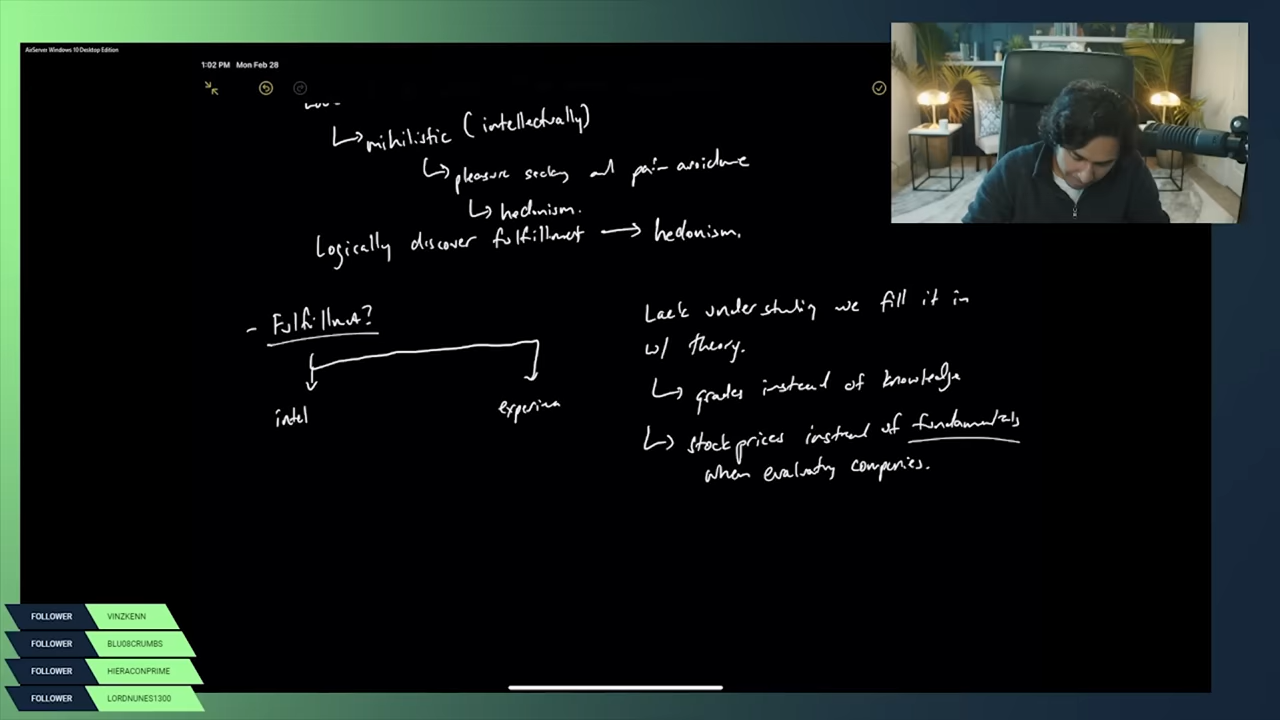 AirServer Windows 10 Desktop Edition
1:02 PM Mon Feb 28
nihilistic (intellectually)
pleasure seeking and pain avoidance
hedonism.
Logically discover fulfillment → hedonism.
- Fulfillment?
intel
experien
Lack understanding we fill it in
w/ theory.
grades instead of knowledge
stock prices instead of fundamentals
when evaluating companies.
FOLLOWER VINZKENN
FOLLOWER BLU08CRUMBS
FOLLOWER HIERACONPRIME
FOLLOWER LORDNUNES1300